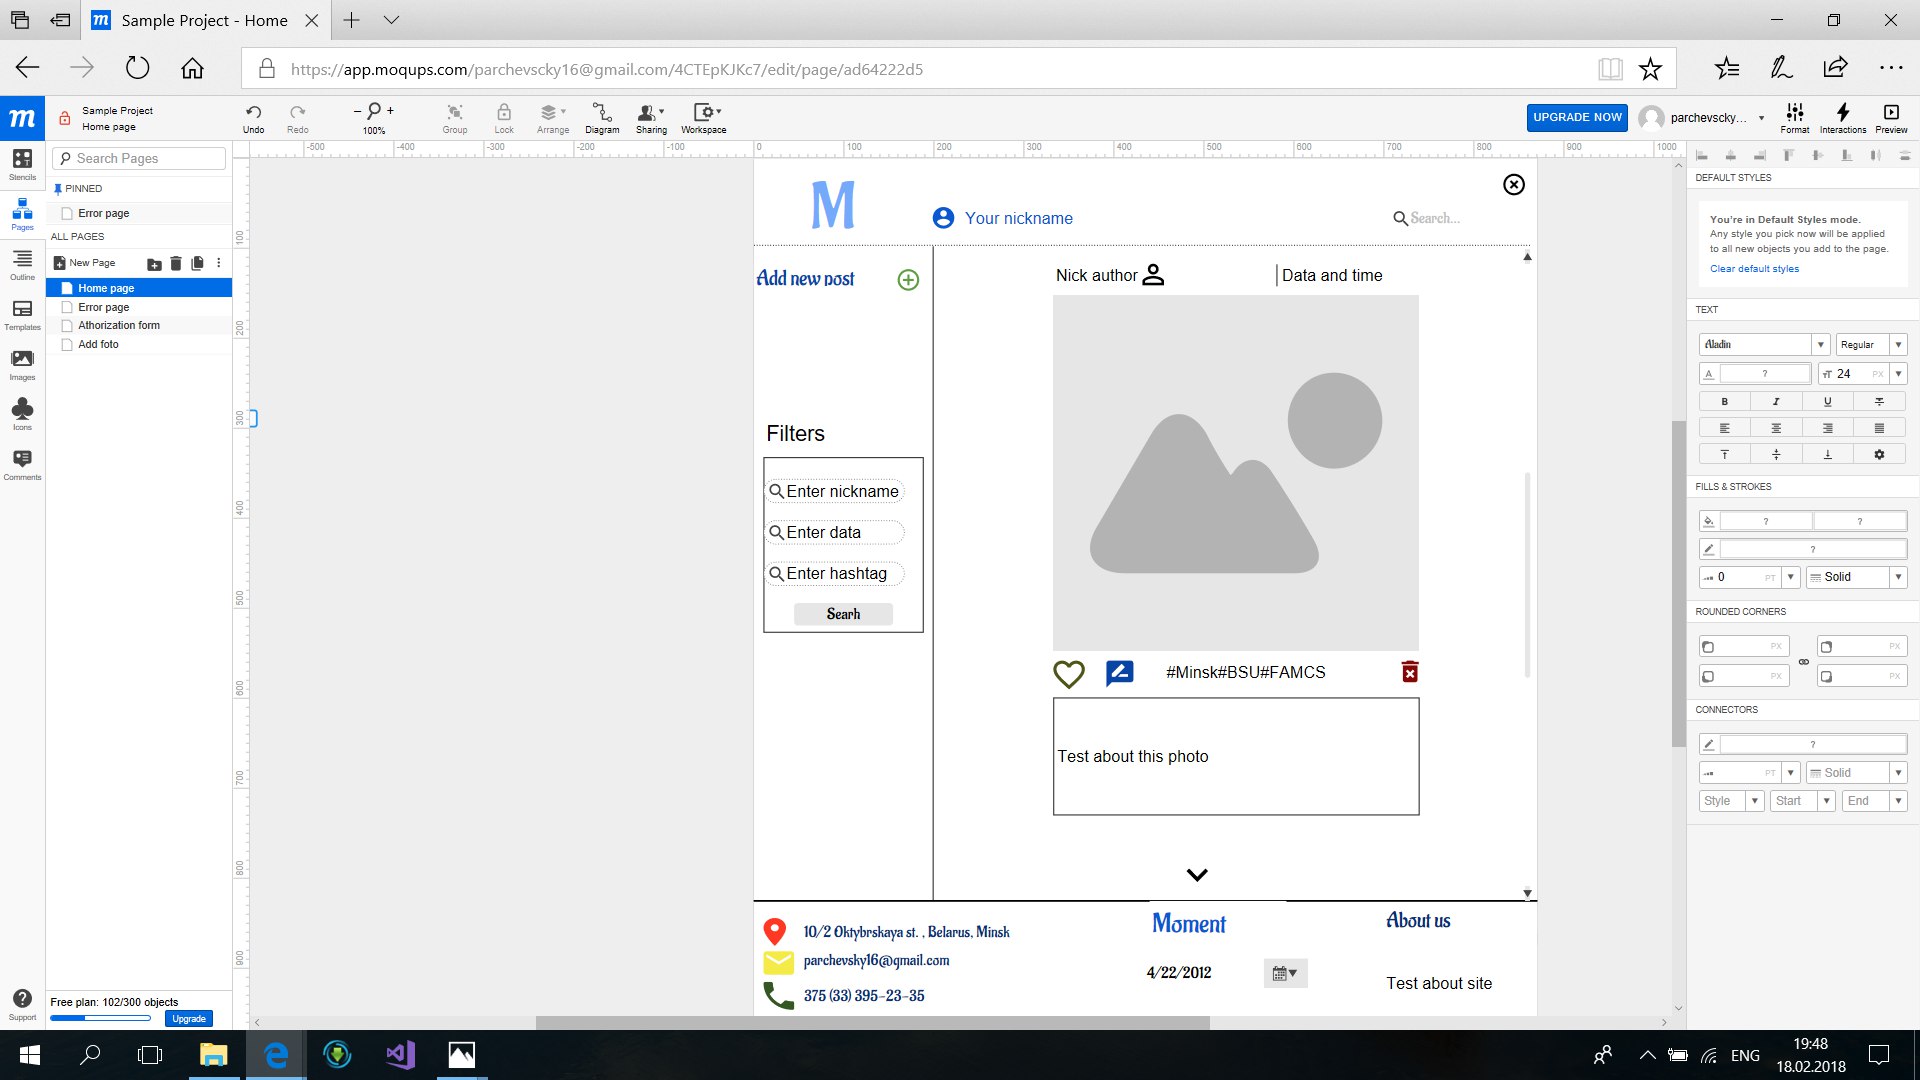 Sample Project - Home
https://app.moqups.com/parchevscky16@gmail.com/4CTEpKJKc7/edit/page/ad64222d5
m
Sample Project
Home page
Undo
Redo
- +
100%
Group
Lock
Arrange
Diagram
Sharing
Workspace
UPGRADE NOW
parchevscky...
Format
Interactions
Preview
Stencils
Pages
Outline
Templates
Images
Icons
Comments
Support
Search Pages
PINNED
Error page
ALL PAGES
New Page
Home page
Error page
Athorization form
Add foto
Free plan: 102/300 objects
Upgrade
-500 -400 -300 -200 -100 0 100 200 300 400 500 600 700 800 900 1000
100
200
300
400
500
600
700
800
900
M
Your nickname
Search...
Add new post
Nick author
Data and time
Filters
Enter nickname
Enter data
Enter hashtag
Searh
#Minsk#BSU#FAMCS
Test about this photo
10/2 Oktybrskaya st. , Belarus, Minsk
parchevsky16@gmail.com
375 (33) 395-23-35
Moment
4/22/2012
About us
Test about site
DEFAULT STYLES
You're in Default Styles mode.
Any style you pick now will be applied
to all new objects you add to the page.
Clear default styles
TEXT
Aladin
Regular
A ?
24 PX
B I U
FILLS & STROKES
? ?
?
0 PT
Solid
ROUNDED CORNERS
PX PX
PX PX
CONNECTORS
?
PT
Solid
Style
Start
End
ENG
19:48
18.02.2018